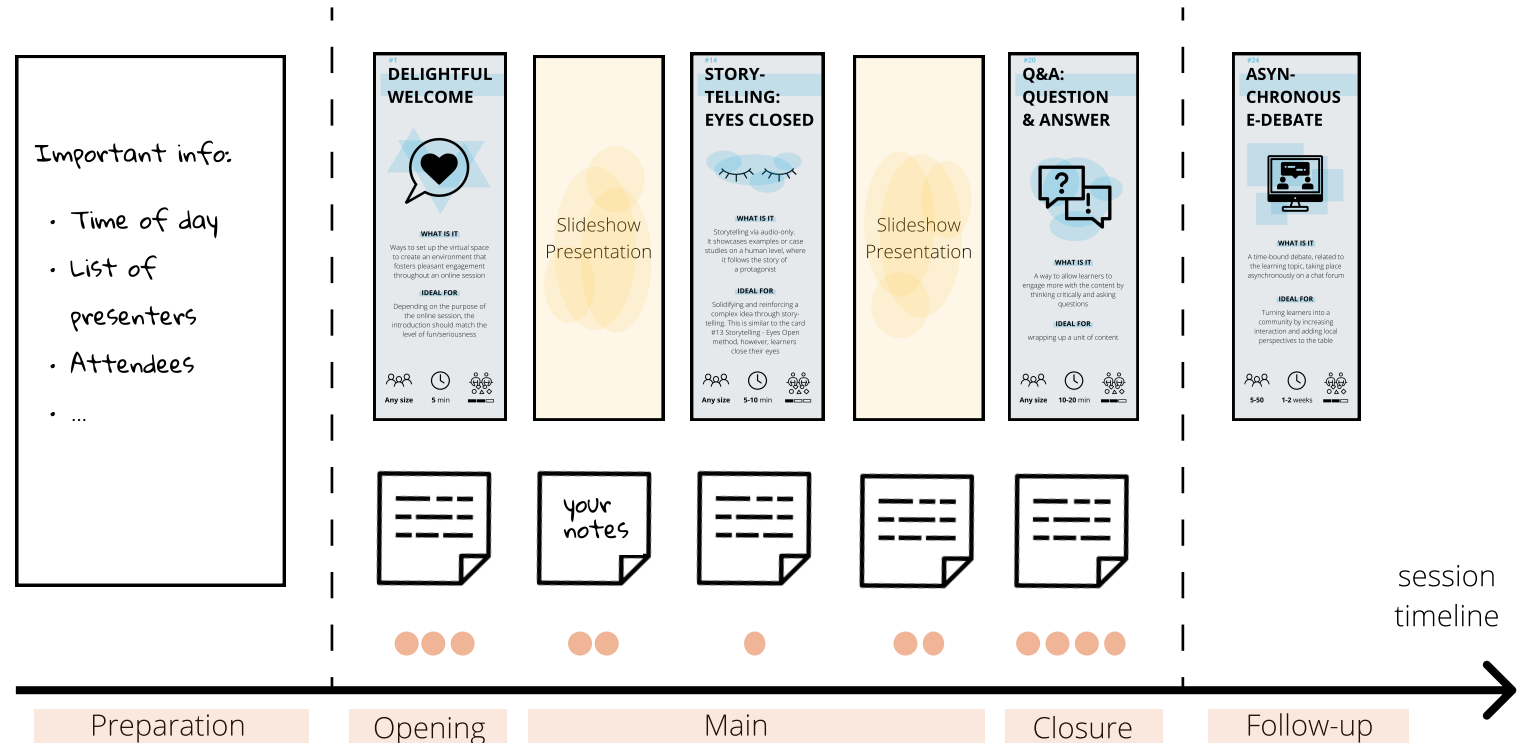 Important info:
• Time of day
• List of
presenters
• Attendees
• ...
#1
DELIGHTFUL
WELCOME
WHAT IS IT
Ways to set up the virtual space
to create an environment that
fosters pleasant engagement
throughout an online session
IDEAL FOR
Depending on the purpose of
the online session, the
introduction should match the
level of fun/seriousness
Any size 5 min
Slideshow
Presentation
#14
STORY-
TELLING:
EYES CLOSED
WHAT IS IT
Storytelling via audio-only.
It showcases examples or case
studies on a human level, where
it follows the story of
a protagonist
IDEAL FOR
Solidifying and reinforcing a
complex idea through story-
telling. This is similar to the card
#13 Storytelling - Eyes Open
method, however, learners
close their eyes
Any size 5-10 min
Slideshow
Presentation
#20
Q&A:
QUESTION
& ANSWER
?
!
WHAT IS IT
A way to allow learners to
engage more with the content by
thinking critically and asking
questions
IDEAL FOR
wrapping up a unit of content
Any size 10-20 min
#24
ASYN-
CHRONOUS
E-DEBATE
WHAT IS IT
A time-bound debate, related to
the learning topic, taking place
asynchronously on a chat forum
IDEAL FOR
Turning learners into a
community by increasing
interaction and adding local
perspectives to the table
5-50 1-2 weeks
your
notes
session
timeline
Preparation
Opening
Main
Closure
Follow-up